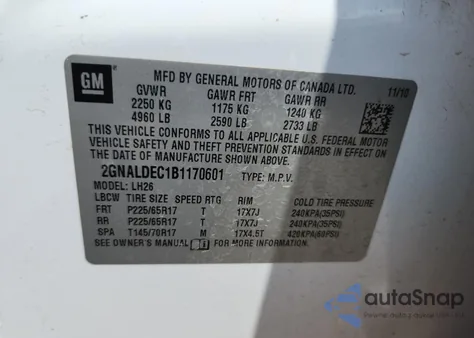 GM
MFD BY GENERAL MOTORS OF CANADA LTD. 11/10
GVWR GAWR FRT GAWR RR
2250 KG 1175 KG 1240 KG
4960 LB 2590 LB 2733 LB
THIS VEHICLE CONFORMS TO ALL APPLICABLE U.S. FEDERAL MOTOR
VEHICLE SAFETY AND THEFT PREVENTION STANDARDS IN EFFECT ON THE
DATE OF MANUFACTURE SHOWN ABOVE.
2GNALDEC1B1170601 TYPE: M.P.V.
MODEL: LH26
LBCW TIRE SIZE SPEED RTG RIM COLD TIRE PRESSURE
FRT P225/65R17 T 17X7J 240KPA(35PSI)
RR P225/65R17 T 17X7J 240KPA(35PSI)
SPA T145/70R17 M 17X4.5T 420KPA(60PSI)
SEE OWNER'S MANUAL FOR MORE INFORMATION.
autoSnap
www.autosnap